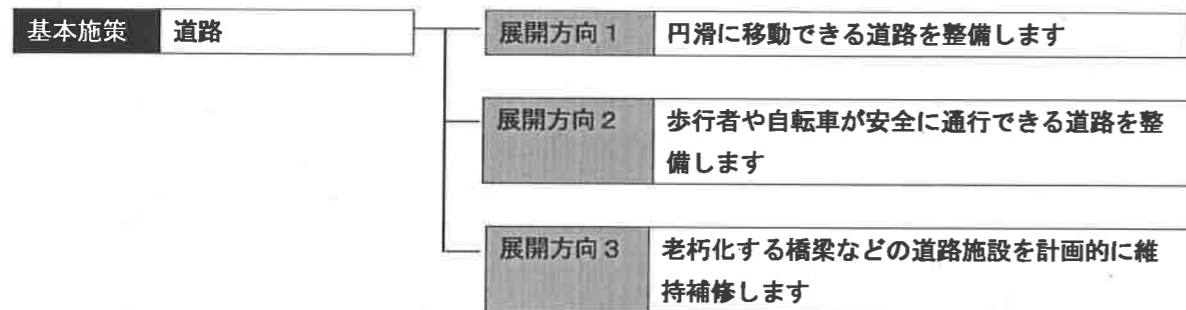 基本施策 道路
展開方向1 円滑に移動できる道路を整備します
展開方向2 歩行者や自転車が安全に通行できる道路を整
備します
展開方向3 老朽化する橋梁などの道路施設を計画的に維
持補修します